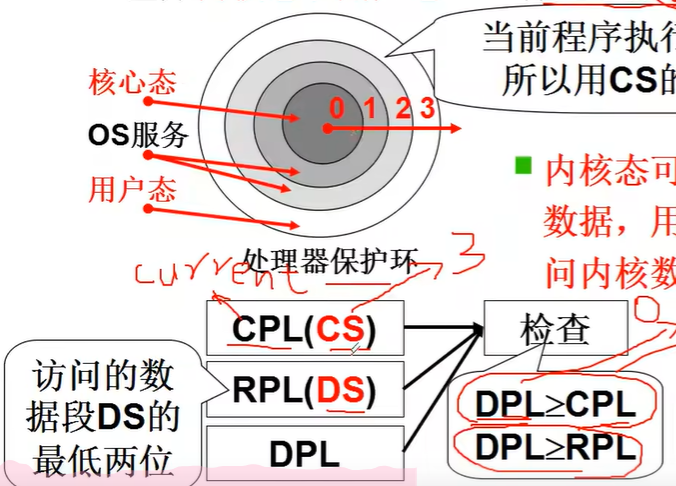 当前程序执行
所以用CS的
核心态
0 1 2 3
OS服务
用户态
内核态可
数据，用
问内核数
处理器保护环
current
3
0
CPL(CS)
检查
访问的数
据段DS的
最低两位
RPL(DS)
DPL≥CPL
DPL
DPL≥RPL